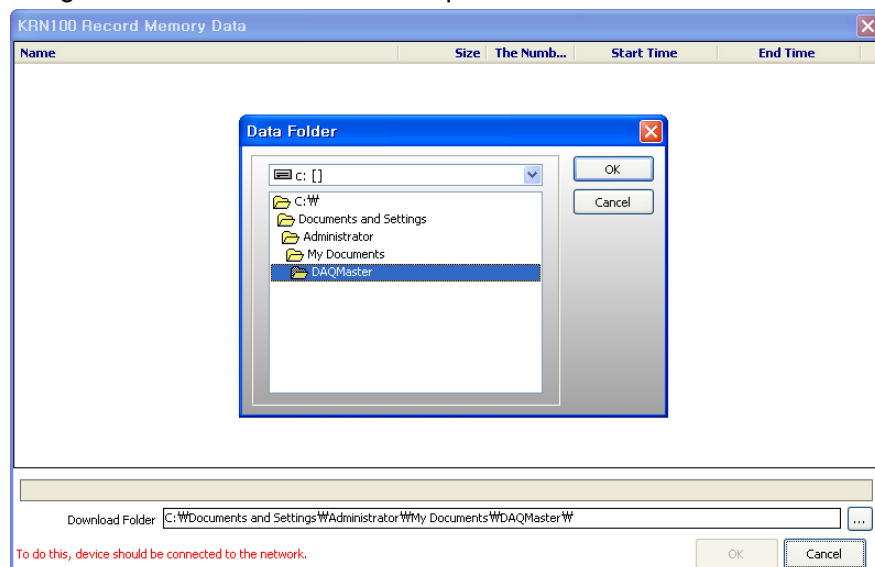 KRN100 Record Memory Data
Name Size The Numb... Start Time End Time
Data Folder
c: []
OK
C:₩
Cancel
Documents and Settings
Administrator
My Documents
DAQMaster
Download Folder C:₩Documents and Settings₩Administrator₩My Documents₩DAQMaster₩ ...
To do this, device should be connected to the network.
OK Cancel